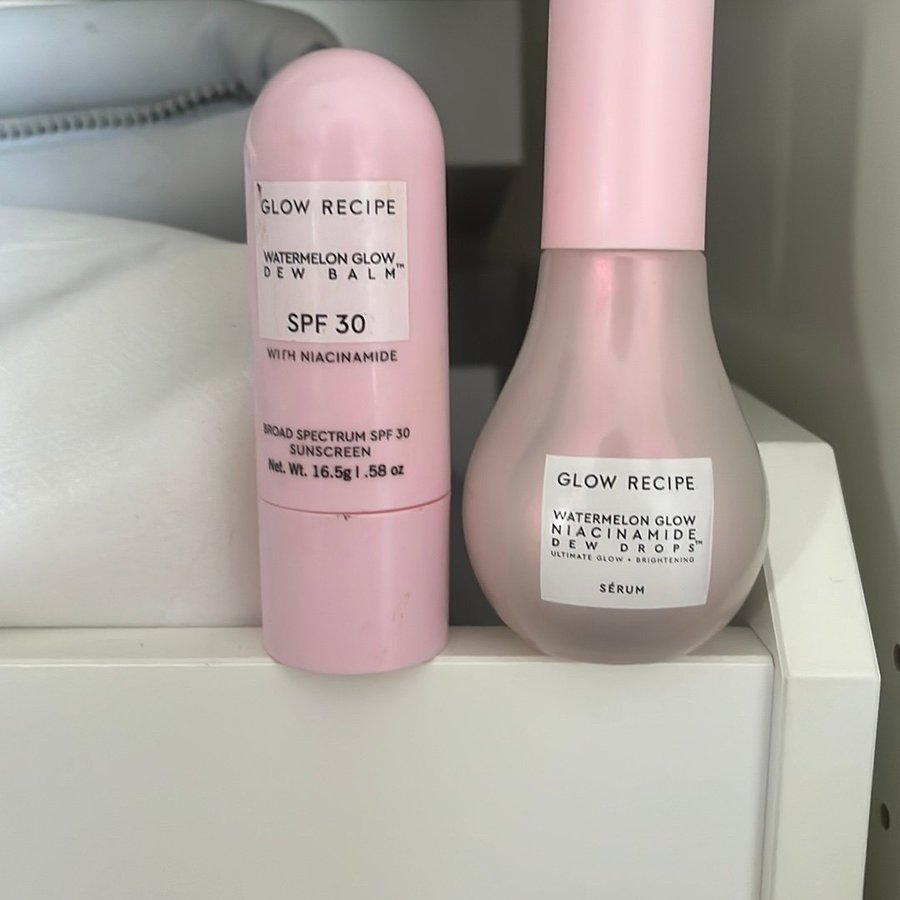 GLOW RECIPE
WATERMELON GLOW
DEW BALM™
SPF 30
WITH NIACINAMIDE
BROAD SPECTRUM SPF 30
SUNSCREEN
Net. Wt. 16.5g | .58 oz
GLOW RECIPE
WATERMELON GLOW
NIACINAMIDE
DEW DROPS™
ULTIMATE GLOW + BRIGHTENING
SÉRUM